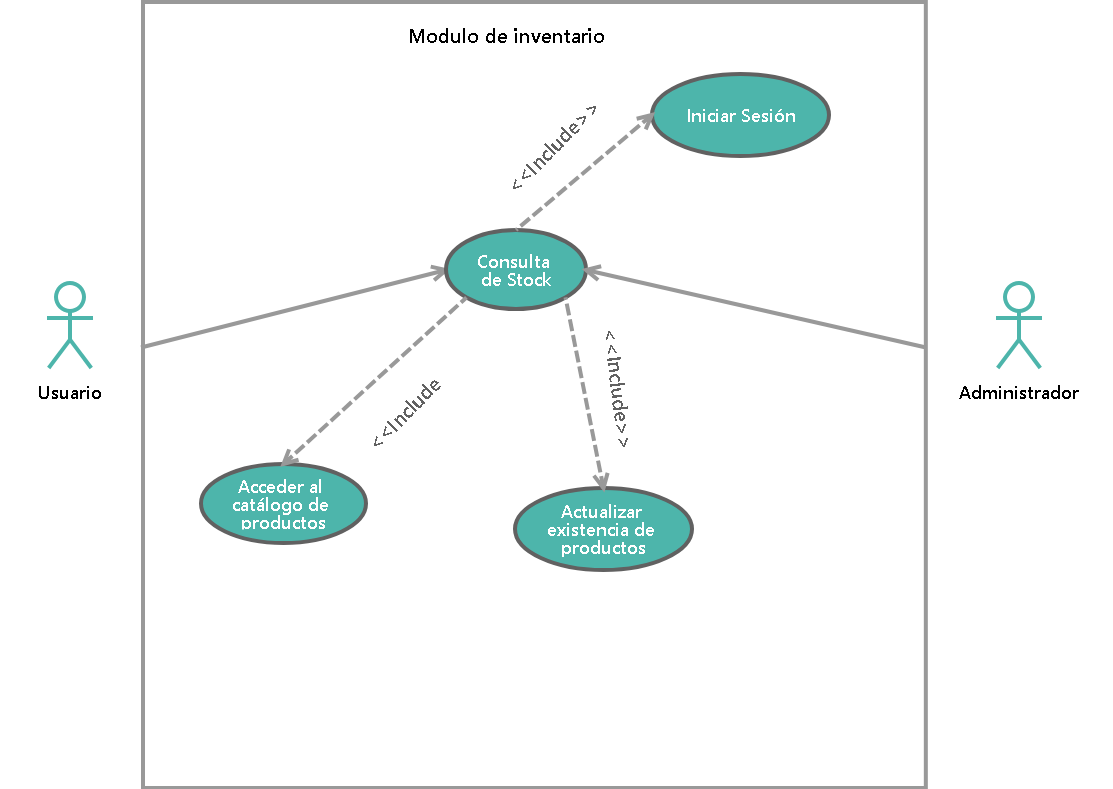 Modulo de inventario
Iniciar Sesión
<<Include>>
Consulta
de Stock
Usuario
Administrador
<<Include
<<Include>>
Acceder al
catálogo de
productos
Actualizar
existencia de
productos